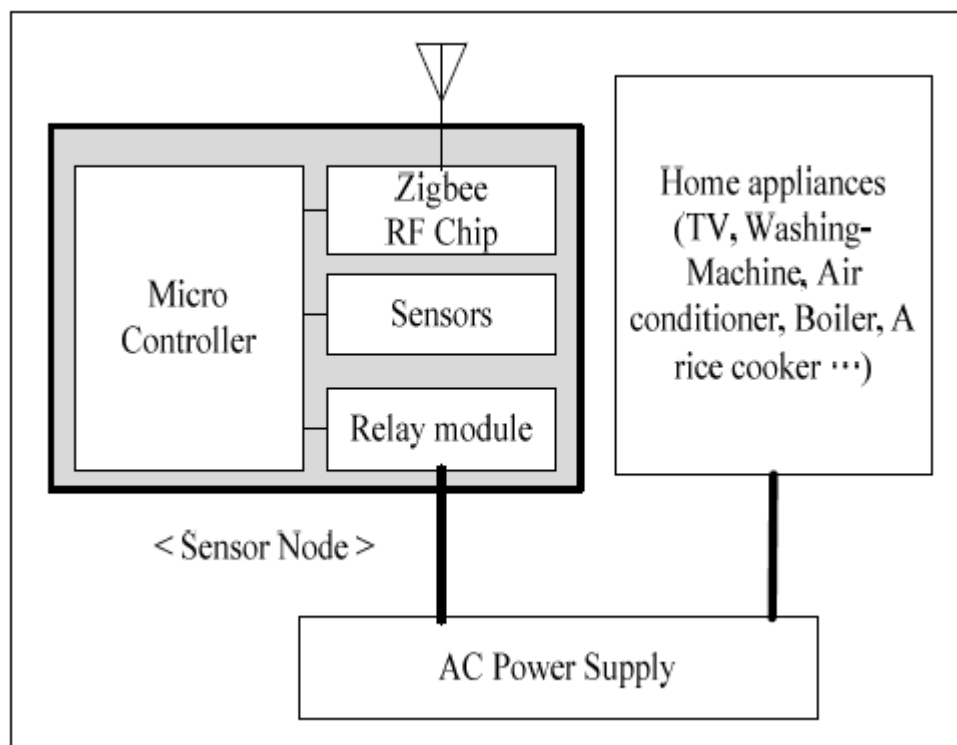 Zigbee
RF Chip
Micro
Controller
Sensors
Relay module
< Sensor Node >
Home appliances
(TV, Washing-
Machine, Air
conditioner, Boiler, A
rice cooker ⋯)
AC Power Supply